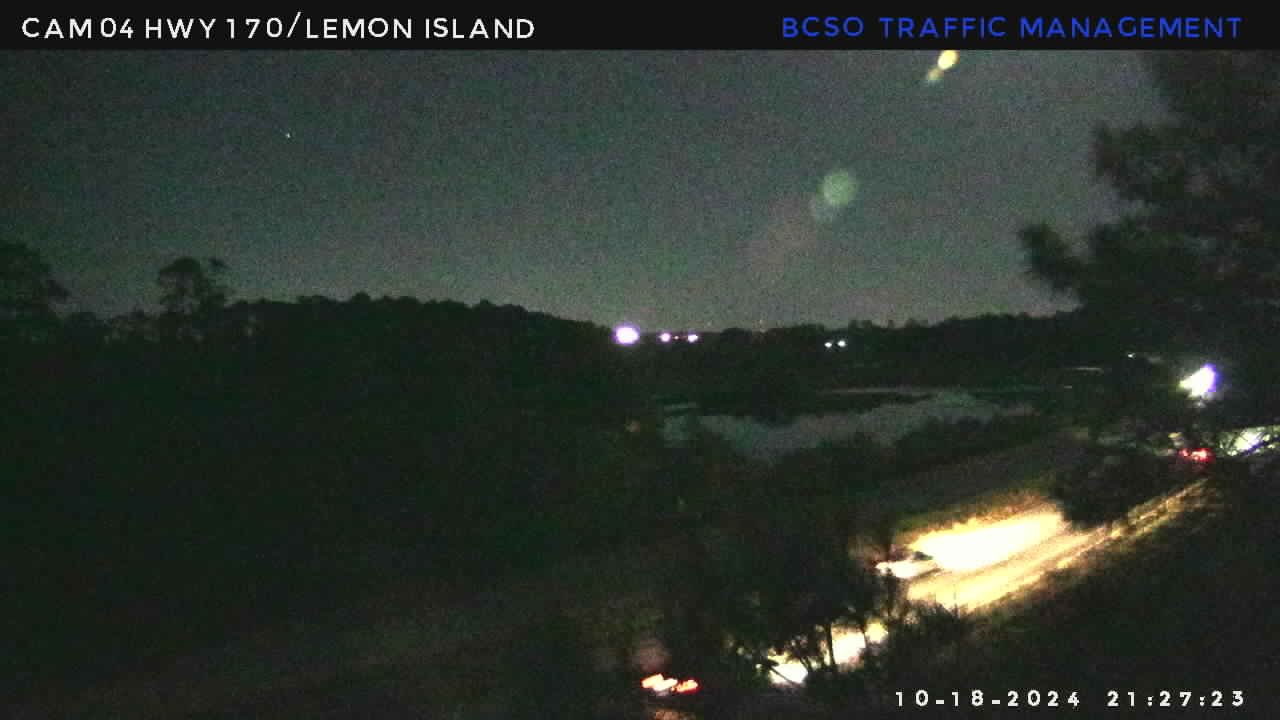 CAM04 HWY 170/LEMON ISLAND
BCSO TRAFFIC MANAGEMENT
10-18-2024 21:27:23